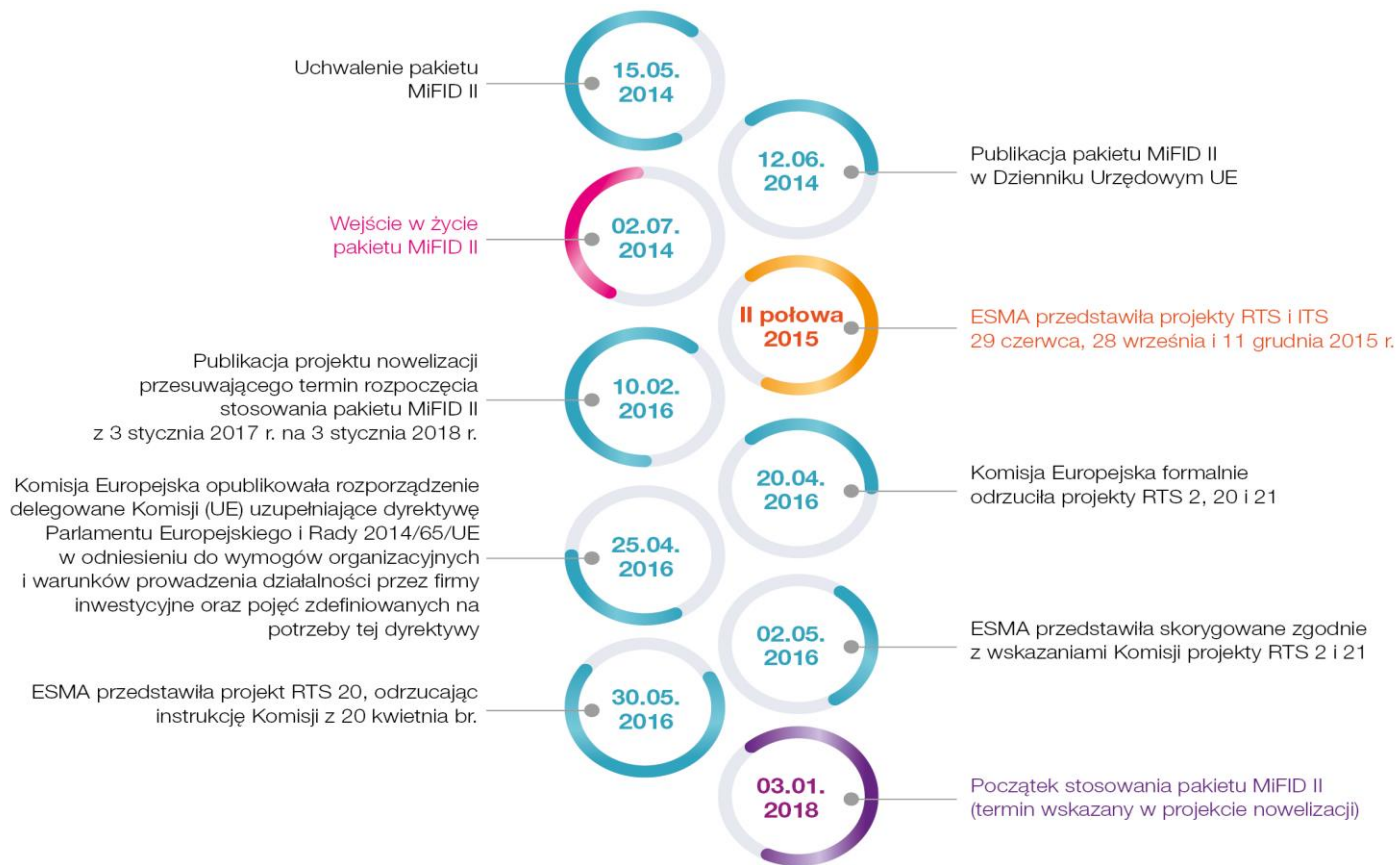 Uchwalenie pakietu
MiFID II
15.05.
2014
12.06.
2014
Publikacja pakietu MiFID II
w Dzienniku Urzędowym UE
Wejście w życie
pakietu MiFID II
02.07.
2014
II połowa
2015
ESMA przedstawiła projekty RTS i ITS
29 czerwca, 28 września i 11 grudnia 2015 r.
Publikacja projektu nowelizacji
przesuwającego termin rozpoczęcia
stosowania pakietu MiFID II
z 3 stycznia 2017 r. na 3 stycznia 2018 r.
10.02.
2016
20.04.
2016
Komisja Europejska formalnie
odrzuciła projekty RTS 2, 20 i 21
Komisja Europejska opublikowała rozporządzenie
delegowane Komisji (UE) uzupełniające dyrektywę
Parlamentu Europejskiego i Rady 2014/65/UE
w odniesieniu do wymogów organizacyjnych
i warunków prowadzenia działalności przez firmy
inwestycyjne oraz pojęć zdefiniowanych na
potrzeby tej dyrektywy
25.04.
2016
02.05.
2016
ESMA przedstawiła skorygowane zgodnie
z wskazaniami Komisji projekty RTS 2 i 21
ESMA przedstawiła projekt RTS 20, odrzucając
instrukcję Komisji z 20 kwietnia br.
30.05.
2016
03.01.
2018
Początek stosowania pakietu MiFID II
(termin wskazany w projekcie nowelizacji)